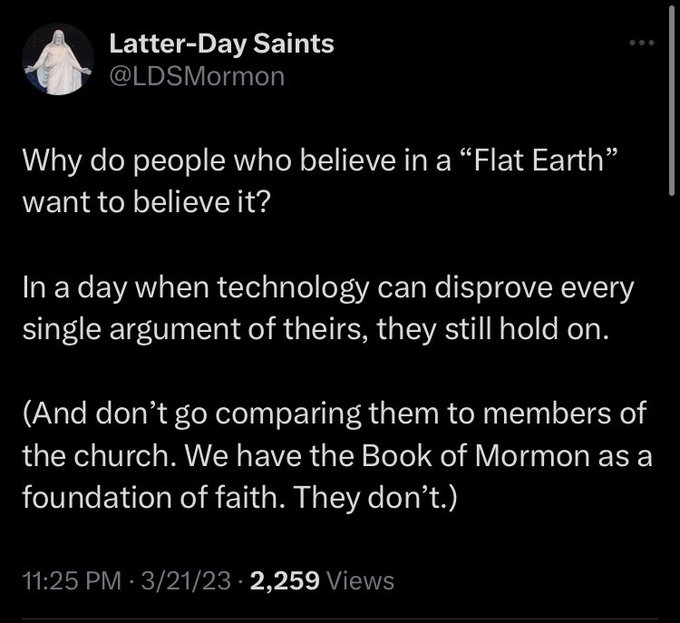 Latter-Day Saints
@LDSMormon
Why do people who believe in a “Flat Earth”
want to believe it?
In a day when technology can disprove every
single argument of theirs, they still hold on.
(And don’t go comparing them to members of
the church. We have the Book of Mormon as a
foundation of faith. They don’t.)
11:25 PM · 3/21/23 · 2,259 Views